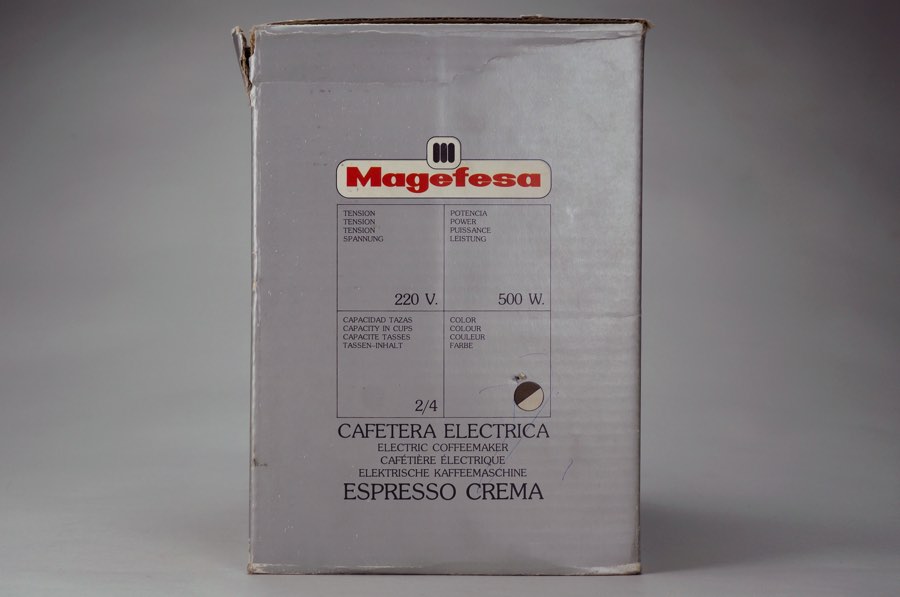 Magefesa
TENSION
TENSION
TENSION
SPANNUNG
220 V.
POTENCIA
POWER
PUISSANCE
LEISTUNG
500 W.
CAPACIDAD TAZAS
CAPACITY IN CUPS
CAPACITE TASSES
TASSEN-INHALT
2/4
COLOR
COLOUR
COULEUR
FARBE
CAFETERA ELECTRICA
ELECTRIC COFFEEMAKER
CAFÉTIÈRE ÉLECTRIQUE
ELEKTRISCHE KAFFEEMASCHINE
ESPRESSO CREMA